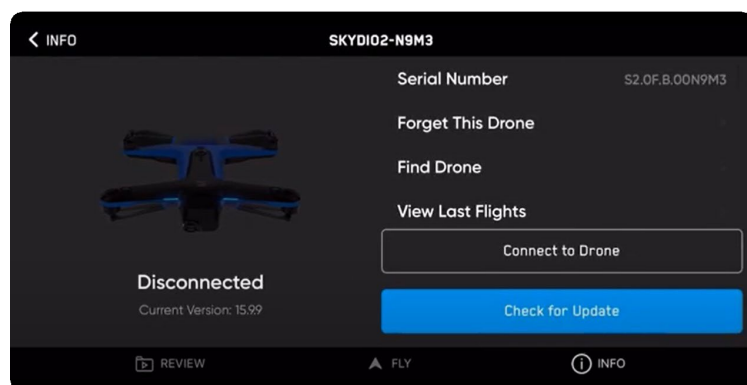 INFO
SKYDIO2-N9M3
Serial Number S2.0F.B.00N9M3
Forget This Drone
Find Drone
View Last Flights
Connect to Drone
Disconnected
Current Version: 15.9.9
Check for Update
REVIEW
FLY
INFO